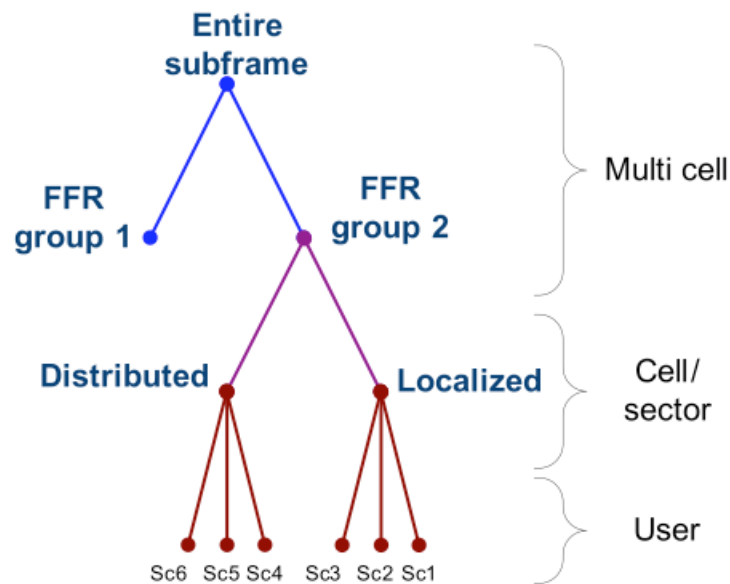 Entire
subframe
FFR
group 1
FFR
group 2
Multi cell
Distributed
Localized
Cell/
sector
Sc6 Sc5 Sc4 Sc3 Sc2 Sc1
User